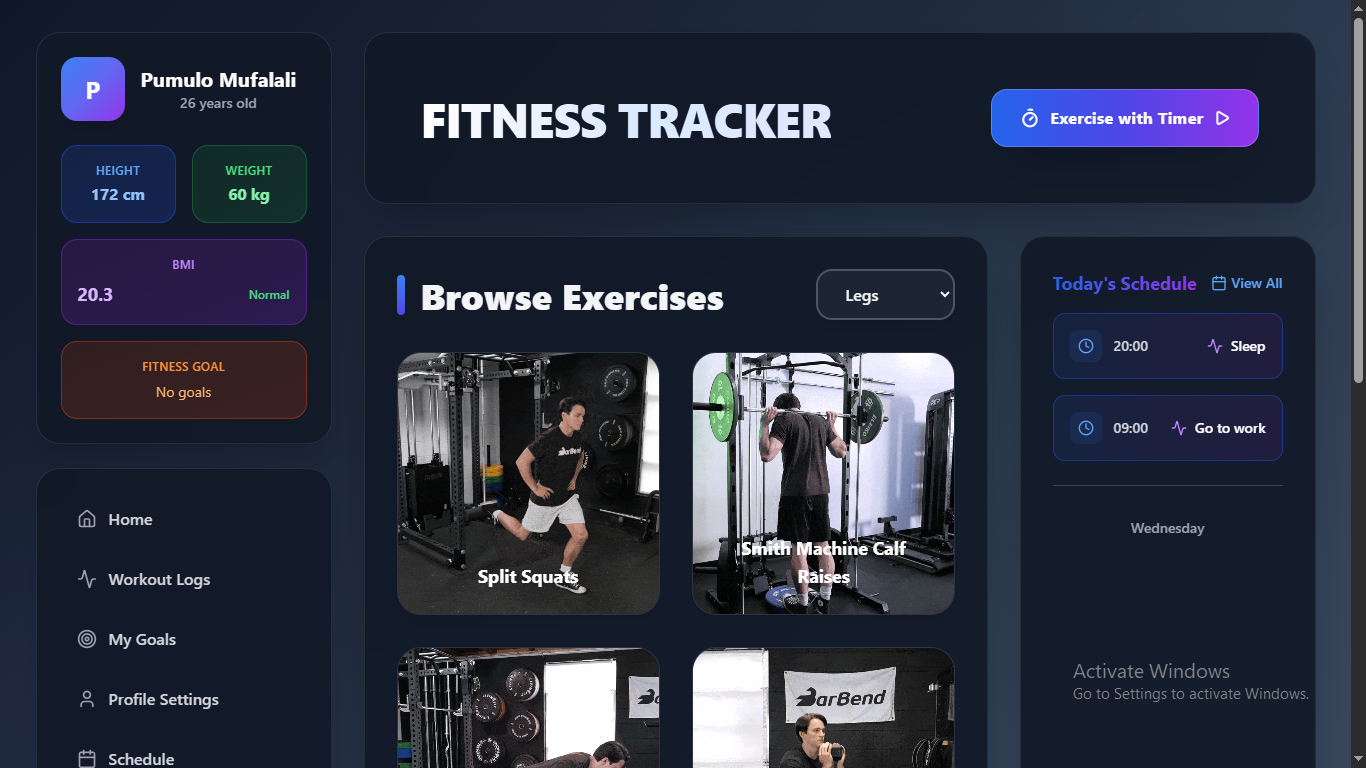 P
Pumulo Mufalali
26 years old
HEIGHT
172 cm
WEIGHT
60 kg
BMI
20.3
Normal
FITNESS GOAL
No goals
Home
Workout Logs
My Goals
Profile Settings
Schedule
FITNESS TRACKER
Exercise with Timer
Browse Exercises
Legs
BarBend
Split Squats
Smith Machine Calf
Raises
BarBend
Today's Schedule
View All
20:00
Sleep
09:00
Go to work
Wednesday
Activate Windows
Go to Settings to activate Windows.